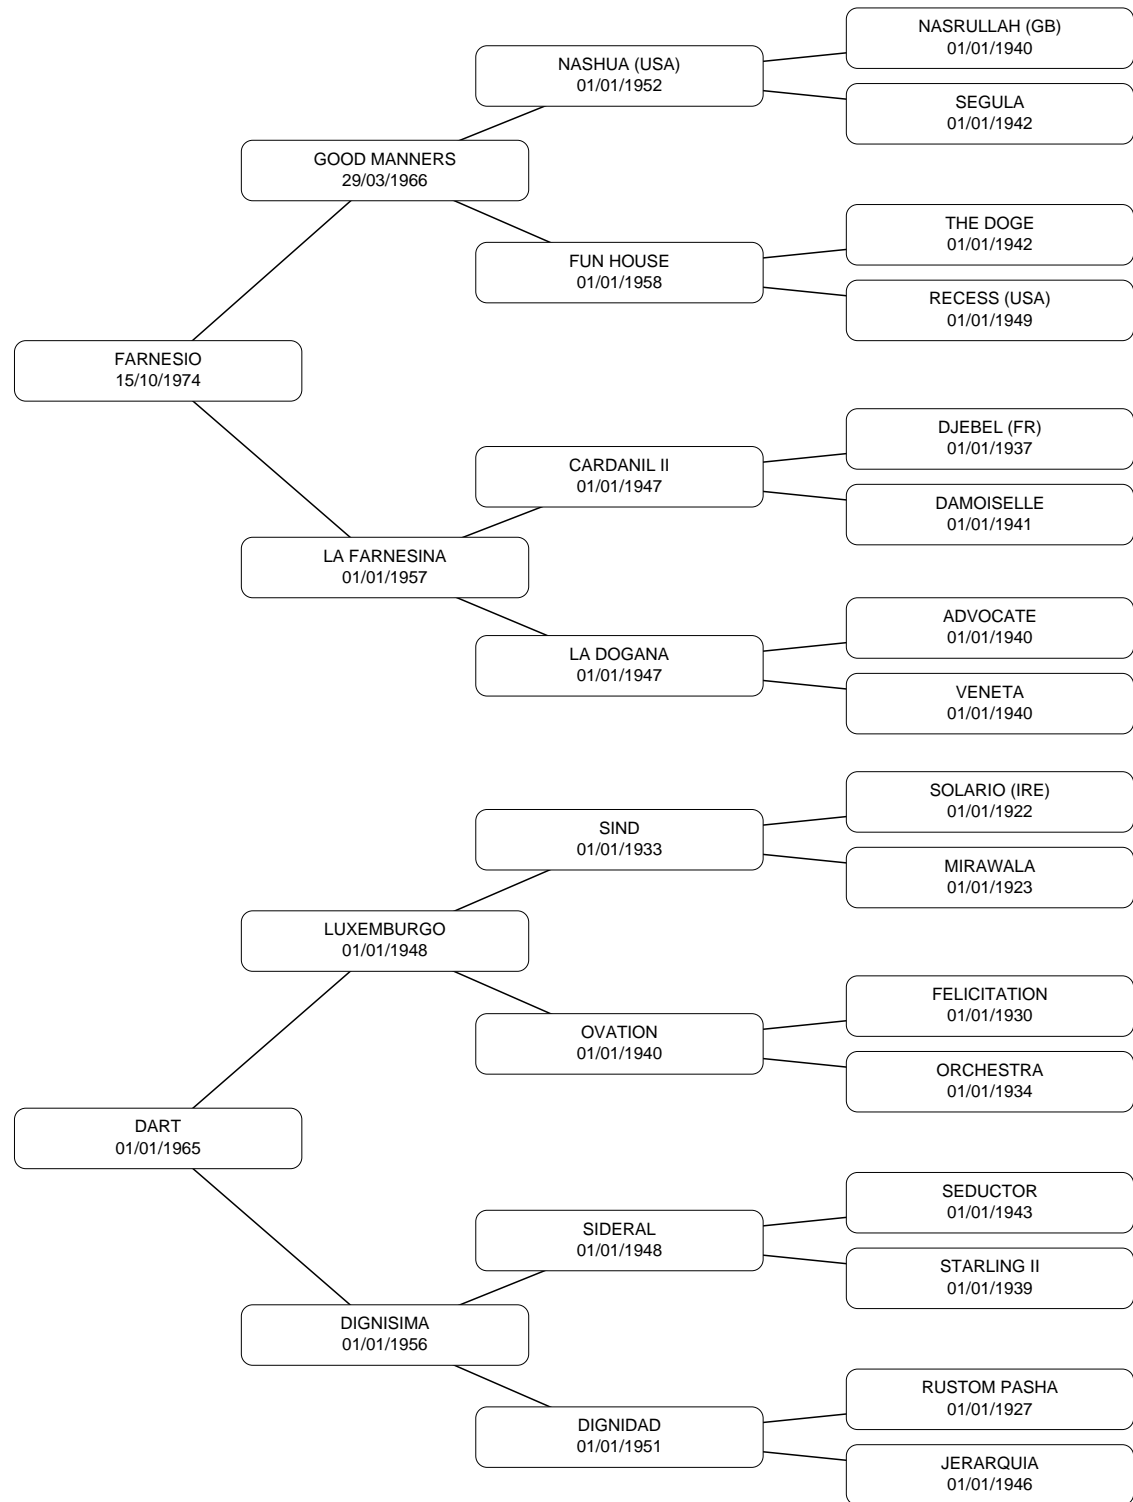 NASRULLAH (GB)
01/01/1940
NASHUA (USA)
01/01/1952
SEGULA
01/01/1942
GOOD MANNERS
29/03/1966
THE DOGE
01/01/1942
FUN HOUSE
01/01/1958
RECESS (USA)
01/01/1949
FARNESIO
15/10/1974
DJEBEL (FR)
01/01/1937
CARDANIL II
01/01/1947
DAMOISELLE
01/01/1941
LA FARNESINA
01/01/1957
ADVOCATE
01/01/1940
LA DOGANA
01/01/1947
VENETA
01/01/1940
SOLARIO (IRE)
01/01/1922
SIND
01/01/1933
MIRAWALA
01/01/1923
LUXEMBURGO
01/01/1948
FELICITATION
01/01/1930
OVATION
01/01/1940
ORCHESTRA
01/01/1934
DART
01/01/1965
SEDUCTOR
01/01/1943
SIDERAL
01/01/1948
STARLING II
01/01/1939
DIGNISIMA
01/01/1956
RUSTOM PASHA
01/01/1927
DIGNIDAD
01/01/1951
JERARQUIA
01/01/1946